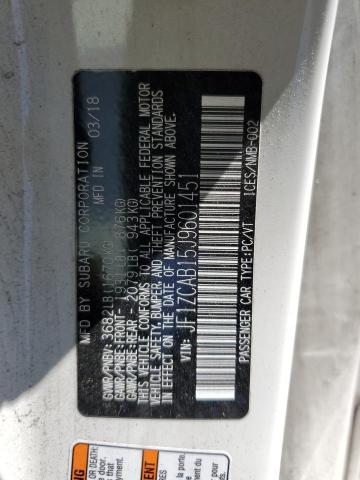 MFD BY SUBARU CORPORATION 03/18
GVWR/PNBV: 3682LB(1670KG)
GAWR/PNBE FRONT- 1931LB( 876KG)
GAWR/PNBE REAR - 2079LB( 943KG)
THIS VEHICLE CONFORMS TO ALL APPLICABLE FEDERAL MOTOR
VEHICLE SAFETY, BUMPER, AND THEFT PREVENTION STANDARDS
IN EFFECT ON THE DATE OF MANUFACTURE SHOWN ABOVE.
VIN: JF1ZCAB15J9601451
PASSENGER CAR TYPE:PC/VT ICES/NMB-002
OR DEATH: